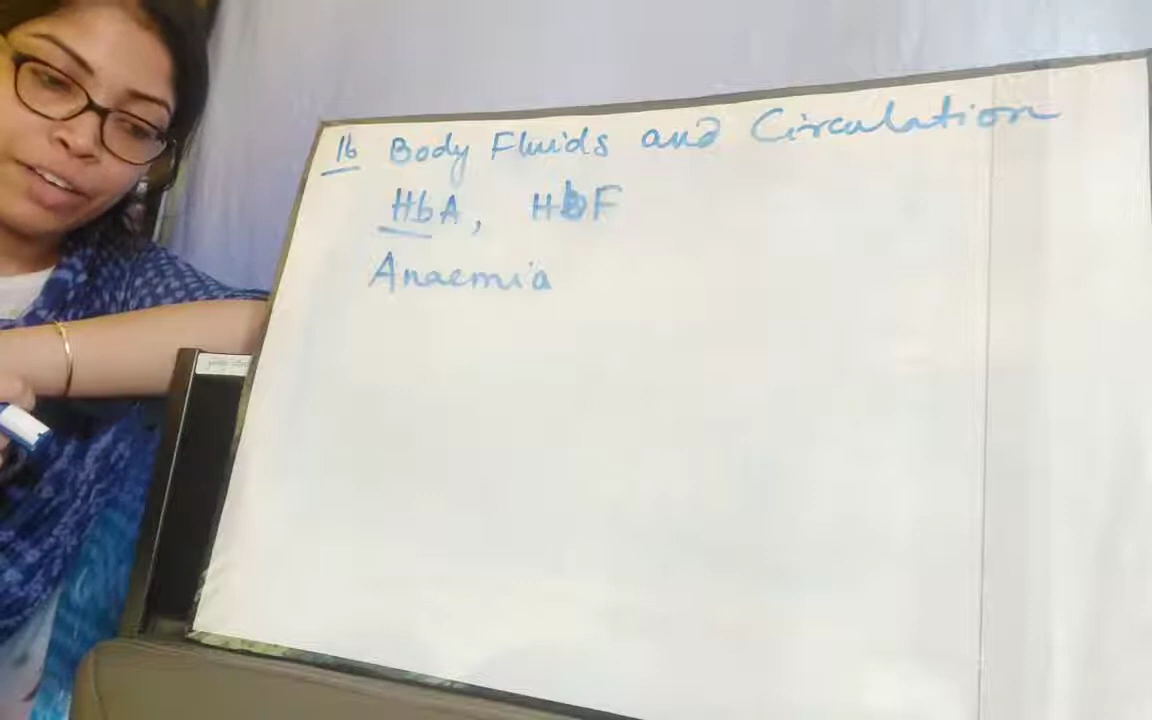 16 Body Fluids and Circulation
HbA, HbF
Anaemia